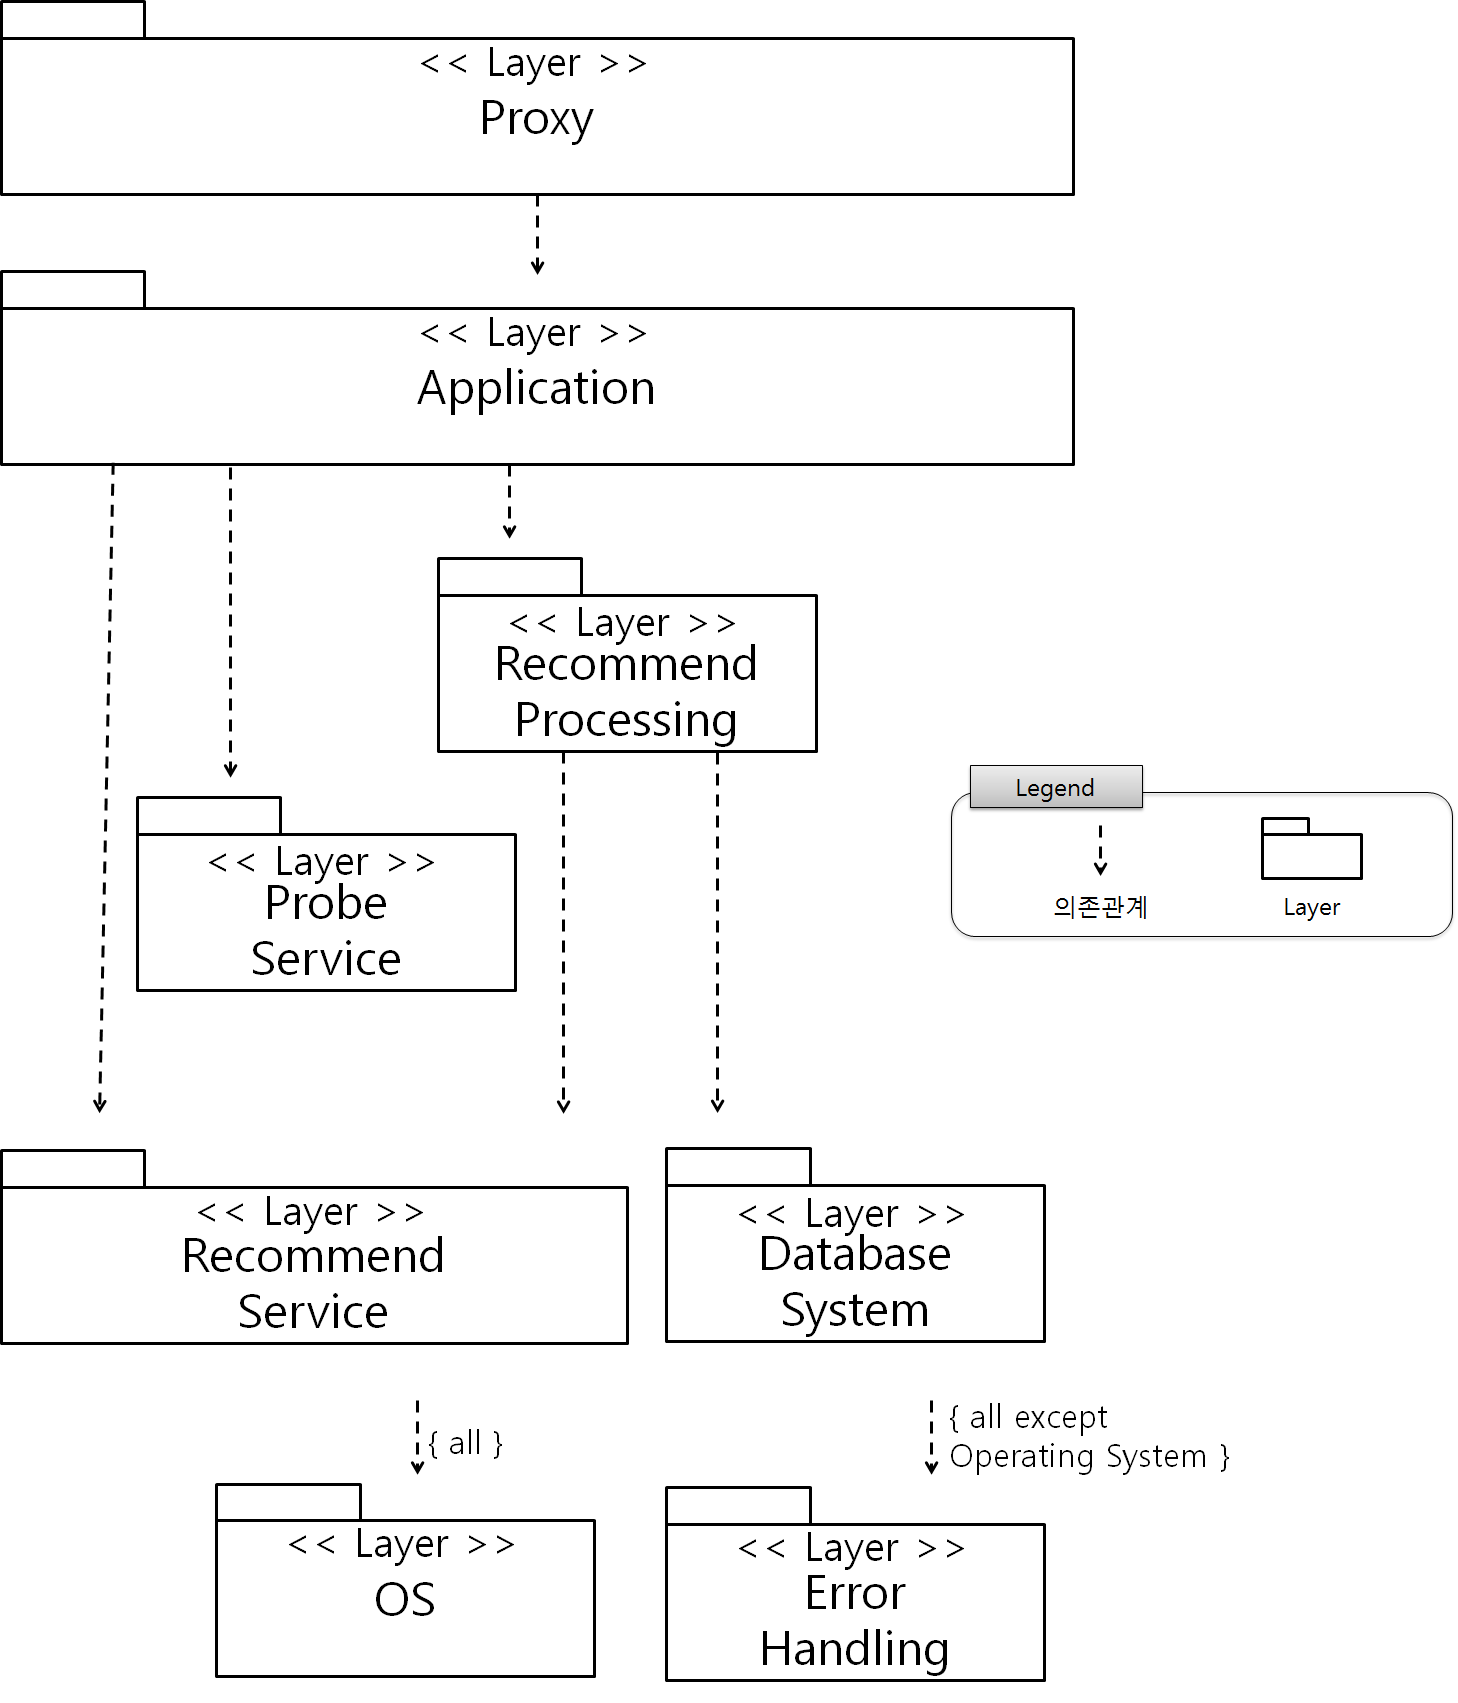 << Layer >>
Proxy
<< Layer >>
Application
<< Layer >>
Recommend
Processing
Legend
의존관계
Layer
<< Layer >>
Probe
Service
<< Layer >>
Recommend
Service
<< Layer >>
Database
System
{ all }
{ all except
Operating System }
<< Layer >>
OS
<< Layer >>
Error
Handling